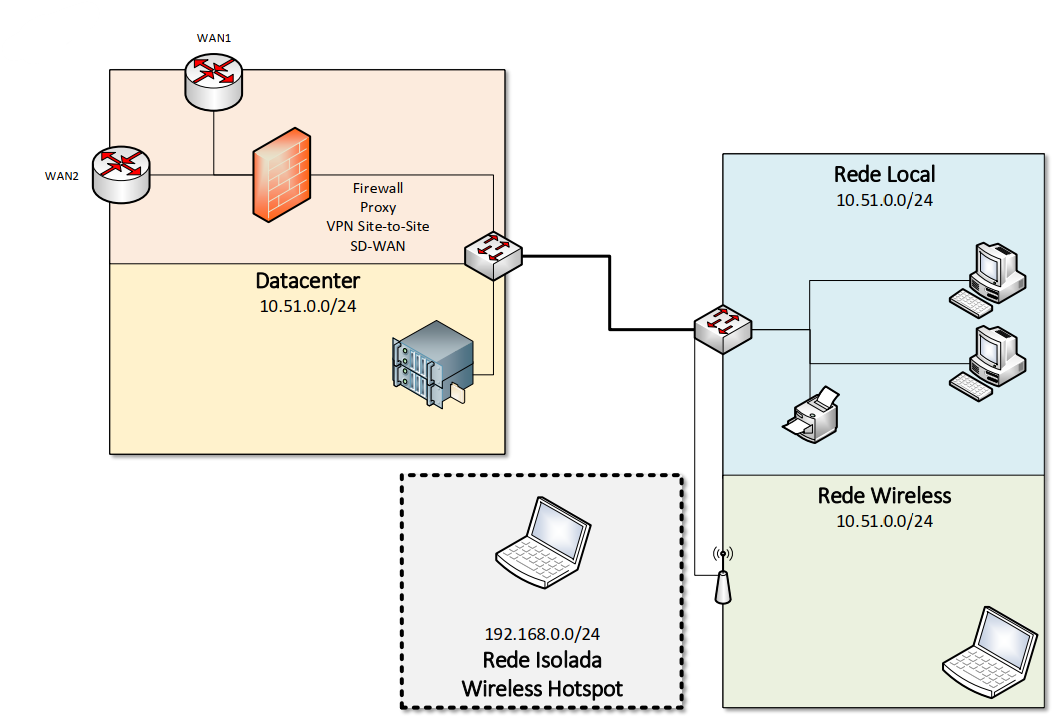 WAN1
WAN2
Firewall
Proxy
VPN Site-to-Site
SD-WAN
Datacenter
10.51.0.0/24
Rede Local
10.51.0.0/24
Rede Wireless
10.51.0.0/24
192.168.0.0/24
Rede Isolada
Wireless Hotspot